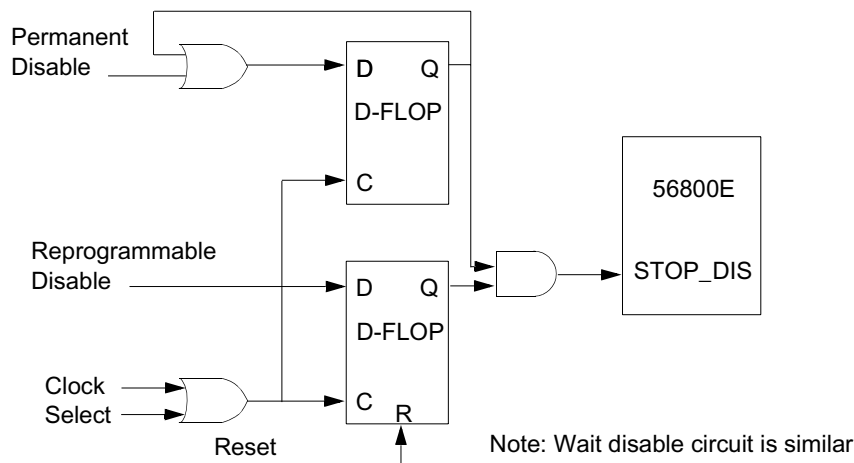 Permanent
Disable
D Q
D-FLOP
C
56800E
STOP_DIS
Reprogrammable
Disable
D Q
D-FLOP
C
R
Clock
Select
Reset
Note: Wait disable circuit is similar